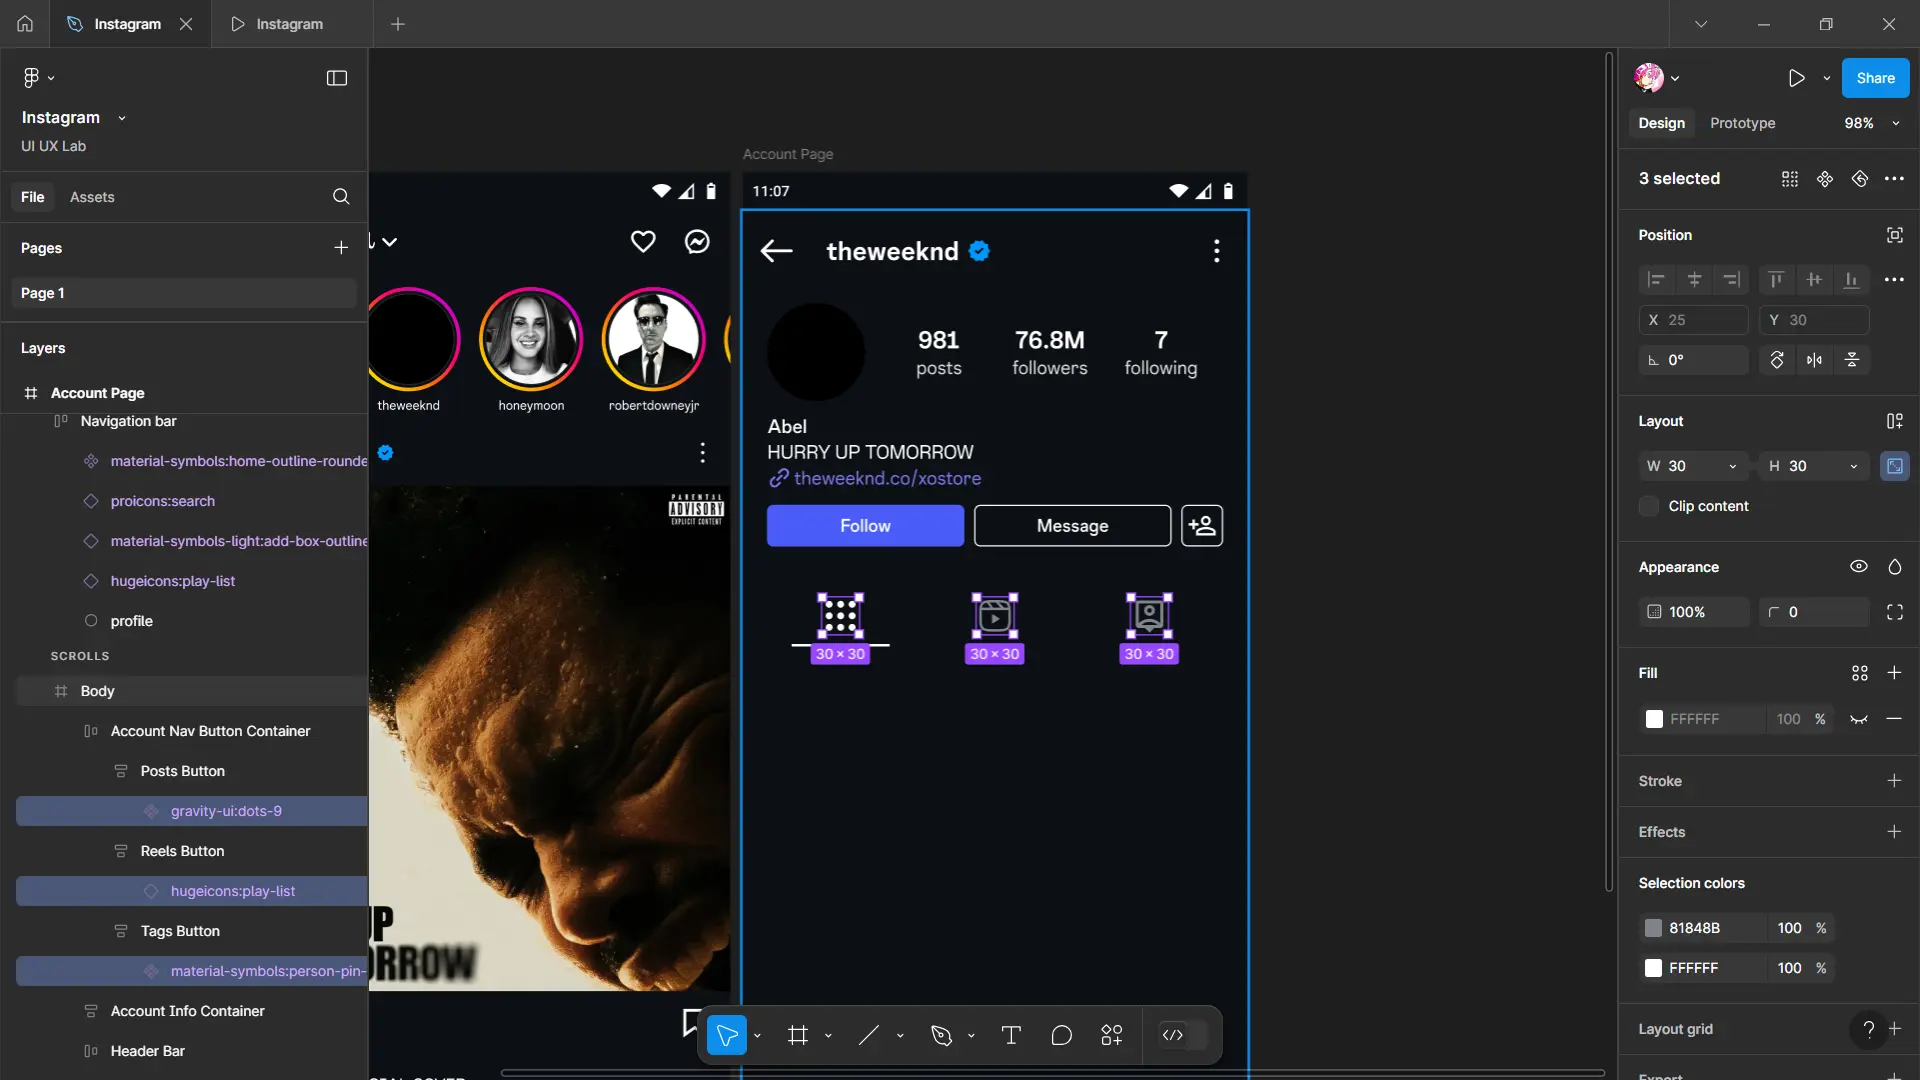 Instagram
Instagram
Instagram
UI UX Lab
File
Assets
Pages
Page 1
Layers
Account Page
Navigation bar
material-symbols:home-outline-rounde
proicons:search
material-symbols-light:add-box-outline
hugeicons:play-list
profile
SCROLLS
Body
Account Nav Button Container
Posts Button
gravity-ui:dots-9
Reels Button
hugeicons:play-list
Tags Button
material-symbols:person-pin-
Account Info Container
Header Bar
theweeknd
honeymoon
robertdowneyjr
PARENTAL
ADVISORY
EXPLICIT CONTENT
UP
ORROW
Account Page
11:07
theweeknd
981
posts
76.8M
followers
7
following
Abel
HURRY UP TOMORROW
theweeknd.co/xostore
Follow
Message
30 × 30
30 × 30
30 × 30
Share
Design
Prototype
98%
3 selected
Position
X 25
Y 30
0°
Layout
W 30
H 30
Clip content
Appearance
100%
0
Fill
FFFFFF
100 %
Stroke
Effects
Selection colors
81848B
100 %
FFFFFF
100 %
Layout grid
?
Export